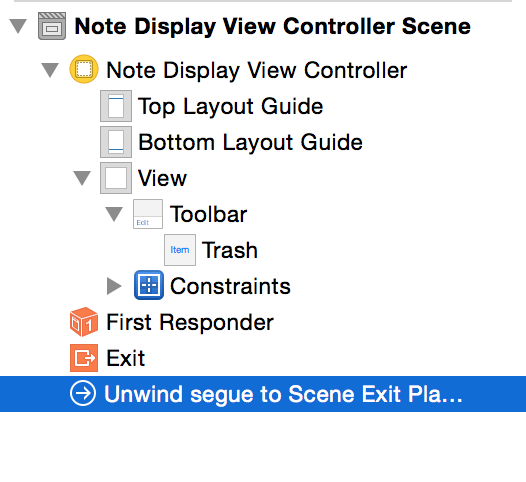 Note Display View Controller Scene
Note Display View Controller
Top Layout Guide
Bottom Layout Guide
View
Edit
Toolbar
Item
Trash
Constraints
1
First Responder
Exit
Unwind segue to Scene Exit Pla...